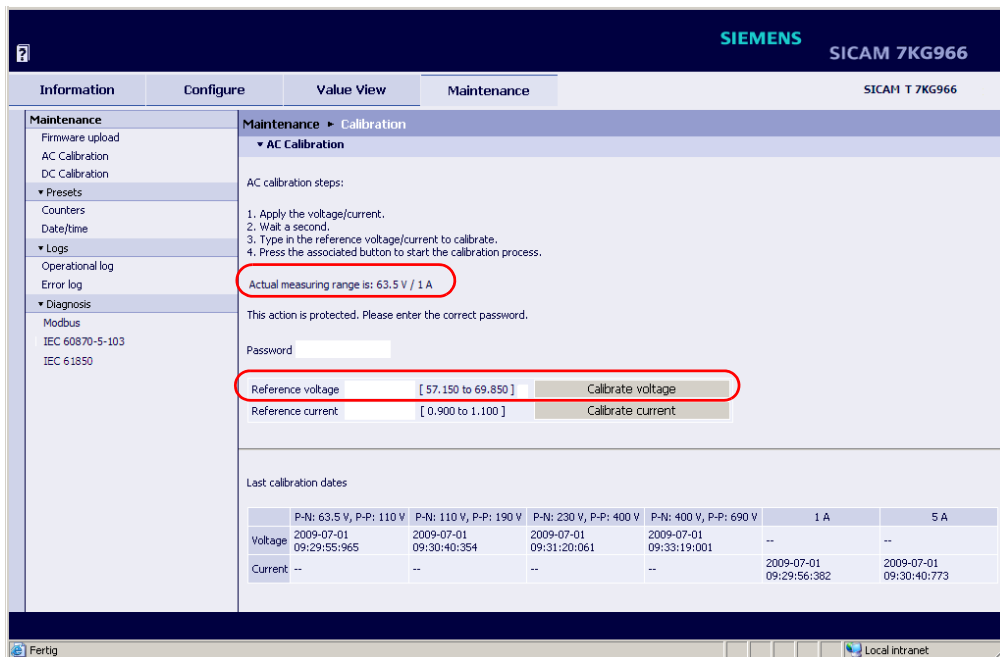 SIEMENS
SICAM 7KG966
Information Configure Value View Maintenance SICAM T 7KG966
Maintenance
Firmware upload
AC Calibration
DC Calibration
▾ Presets
Counters
Date/time
▾ Logs
Operational log
Error log
▾ Diagnosis
Modbus
IEC 60870-5-103
IEC 61850
Maintenance ▸ Calibration
▾ AC Calibration
AC calibration steps:
1. Apply the voltage/current.
2. Wait a second.
3. Type in the reference voltage/current to calibrate.
4. Press the associated button to start the calibration process.
Actual measuring range is: 63.5 V / 1 A
This action is protected. Please enter the correct password.
Password
Reference voltage [ 57.150 to 69.850 ] Calibrate voltage
Reference current [ 0.900 to 1.100 ] Calibrate current
Last calibration dates
P-N: 63.5 V, P-P: 110 V P-N: 110 V, P-P: 190 V P-N: 230 V, P-P: 400 V P-N: 400 V, P-P: 690 V 1 A 5 A
Voltage 2009-07-01 09:29:55:965 2009-07-01 09:30:40:354 2009-07-01 09:31:20:061 2009-07-01 09:33:19:001 -- --
Current -- -- -- -- 2009-07-01 09:29:56:382 2009-07-01 09:30:40:773
Fertig Local intranet